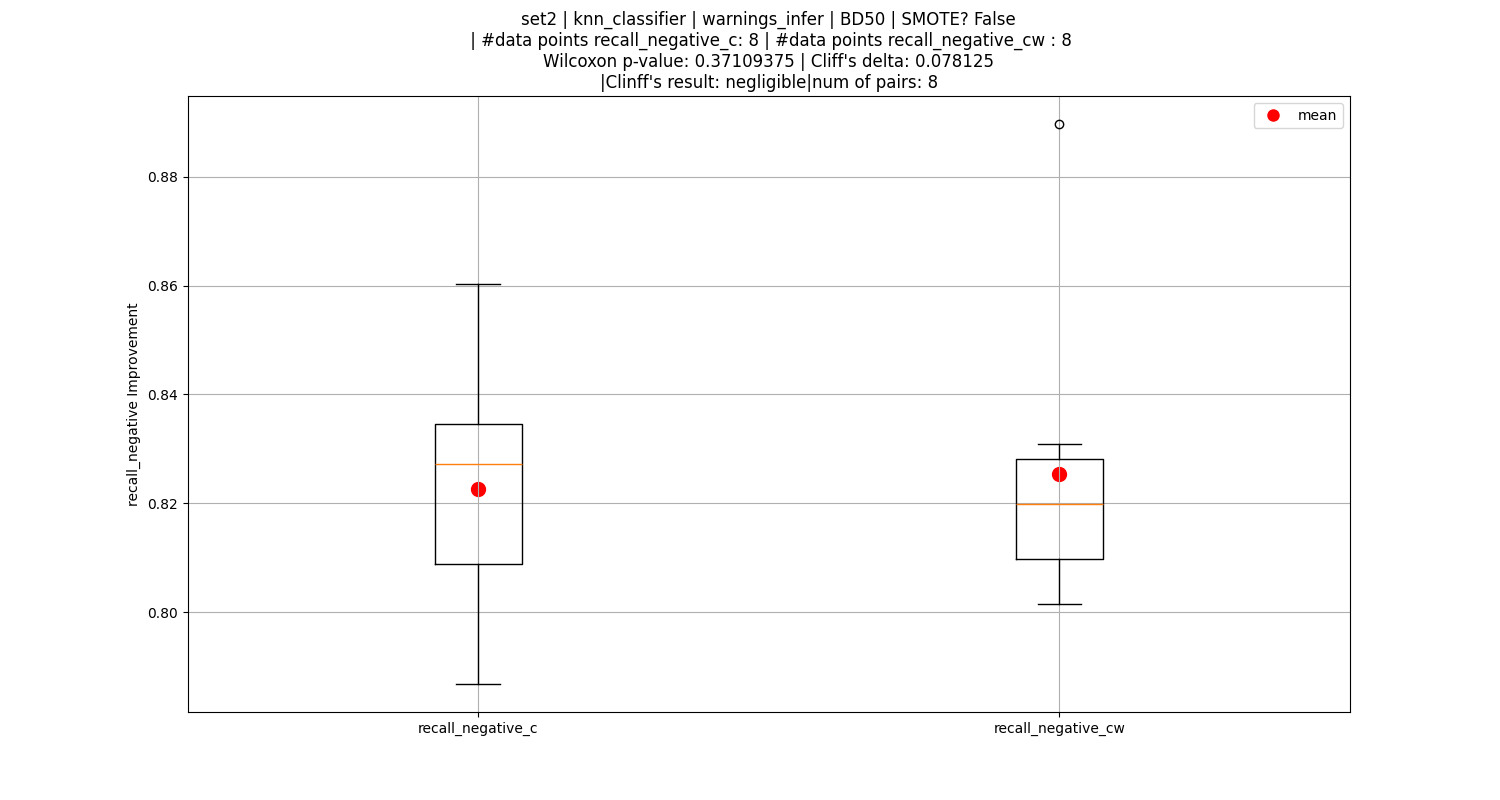 set2 | knn_classifier | warnings_infer | BD50 | SMOTE? False
| #data points recall_negative_c: 8 | #data points recall_negative_cw : 8
Wilcoxon p-value: 0.37109375 | Cliff's delta: 0.078125
|Clinff's result: negligible|num of pairs: 8
mean
0.88
0.86
0.84
0.82
0.80
recall_negative Improvement
recall_negative_c
recall_negative_cw